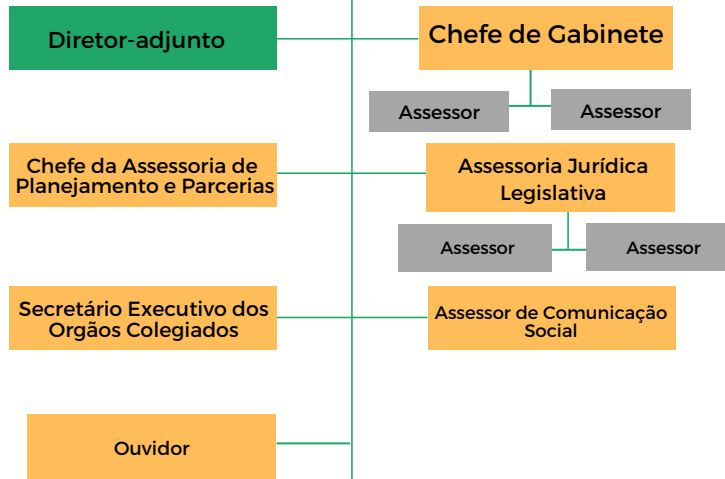 Diretor-adjunto
Chefe de Gabinete
Assessor
Assessor
Chefe da Assessoria de
Planejamento e Parcerias
Assessoria Jurídica
Legislativa
Assessor
Assessor
Secretário Executivo dos
Orgãos Colegiados
Assessor de Comunicação
Social
Ouvidor